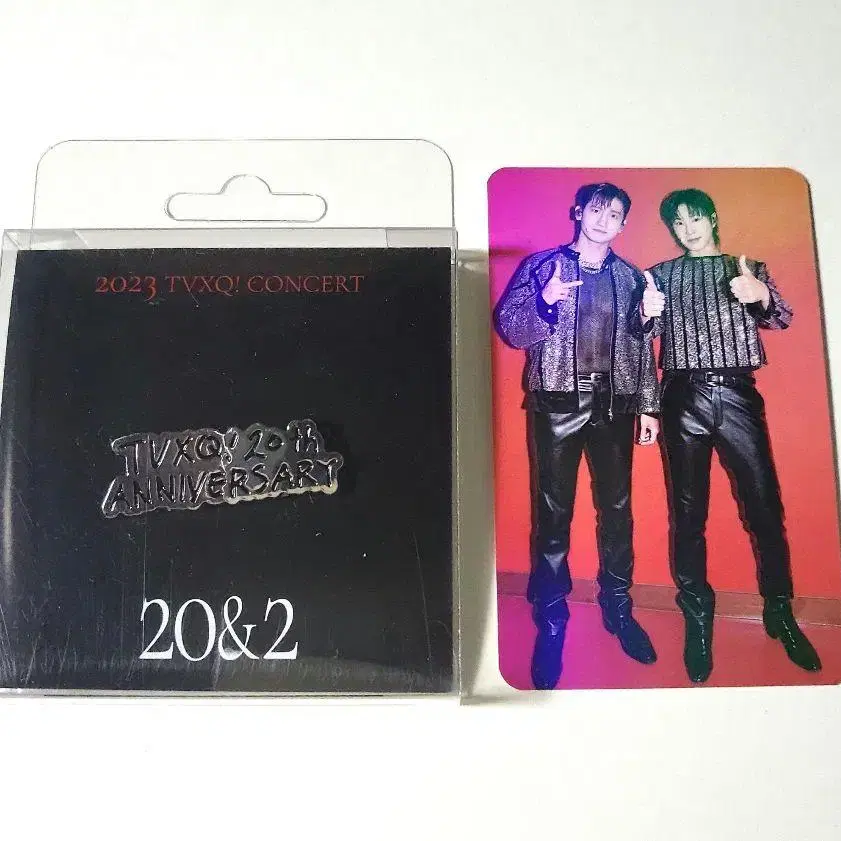 2023 TVXQ! CONCERT
TVXQ! 20th
ANNIVERSARY
20&2